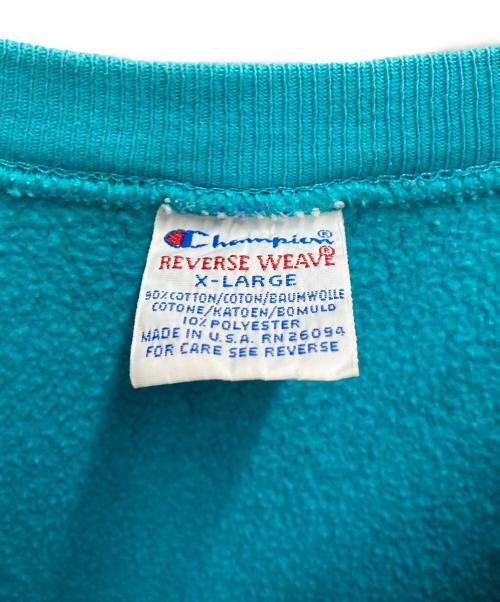 Champion®
REVERSE WEAVE®
X-LARGE
90%COTTON/COTON/BAUMWOLLE
COTONE/KATOEN/BOMULD
10% POLYESTER
MADE IN U.S.A. RN 26094
FOR CARE SEE REVERSE